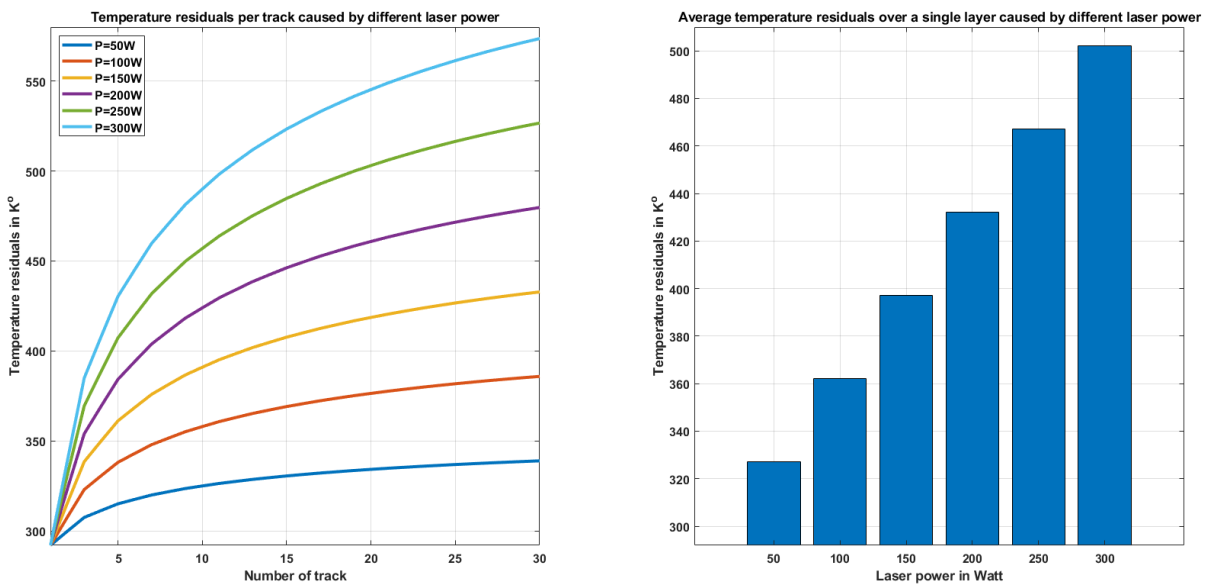 Temperature residuals per track caused by different laser power
P=50W
P=100W
P=150W
P=200W
P=250W
P=300W
Temperature residuals in K°
550
500
450
400
350
300
5 10 15 20 25 30
Number of track
Average temperature residuals over a single layer caused by different laser power
Temperature residuals in K°
500
480
460
440
420
400
380
360
340
320
300
50 100 150 200 250 300
Laser power in Watt